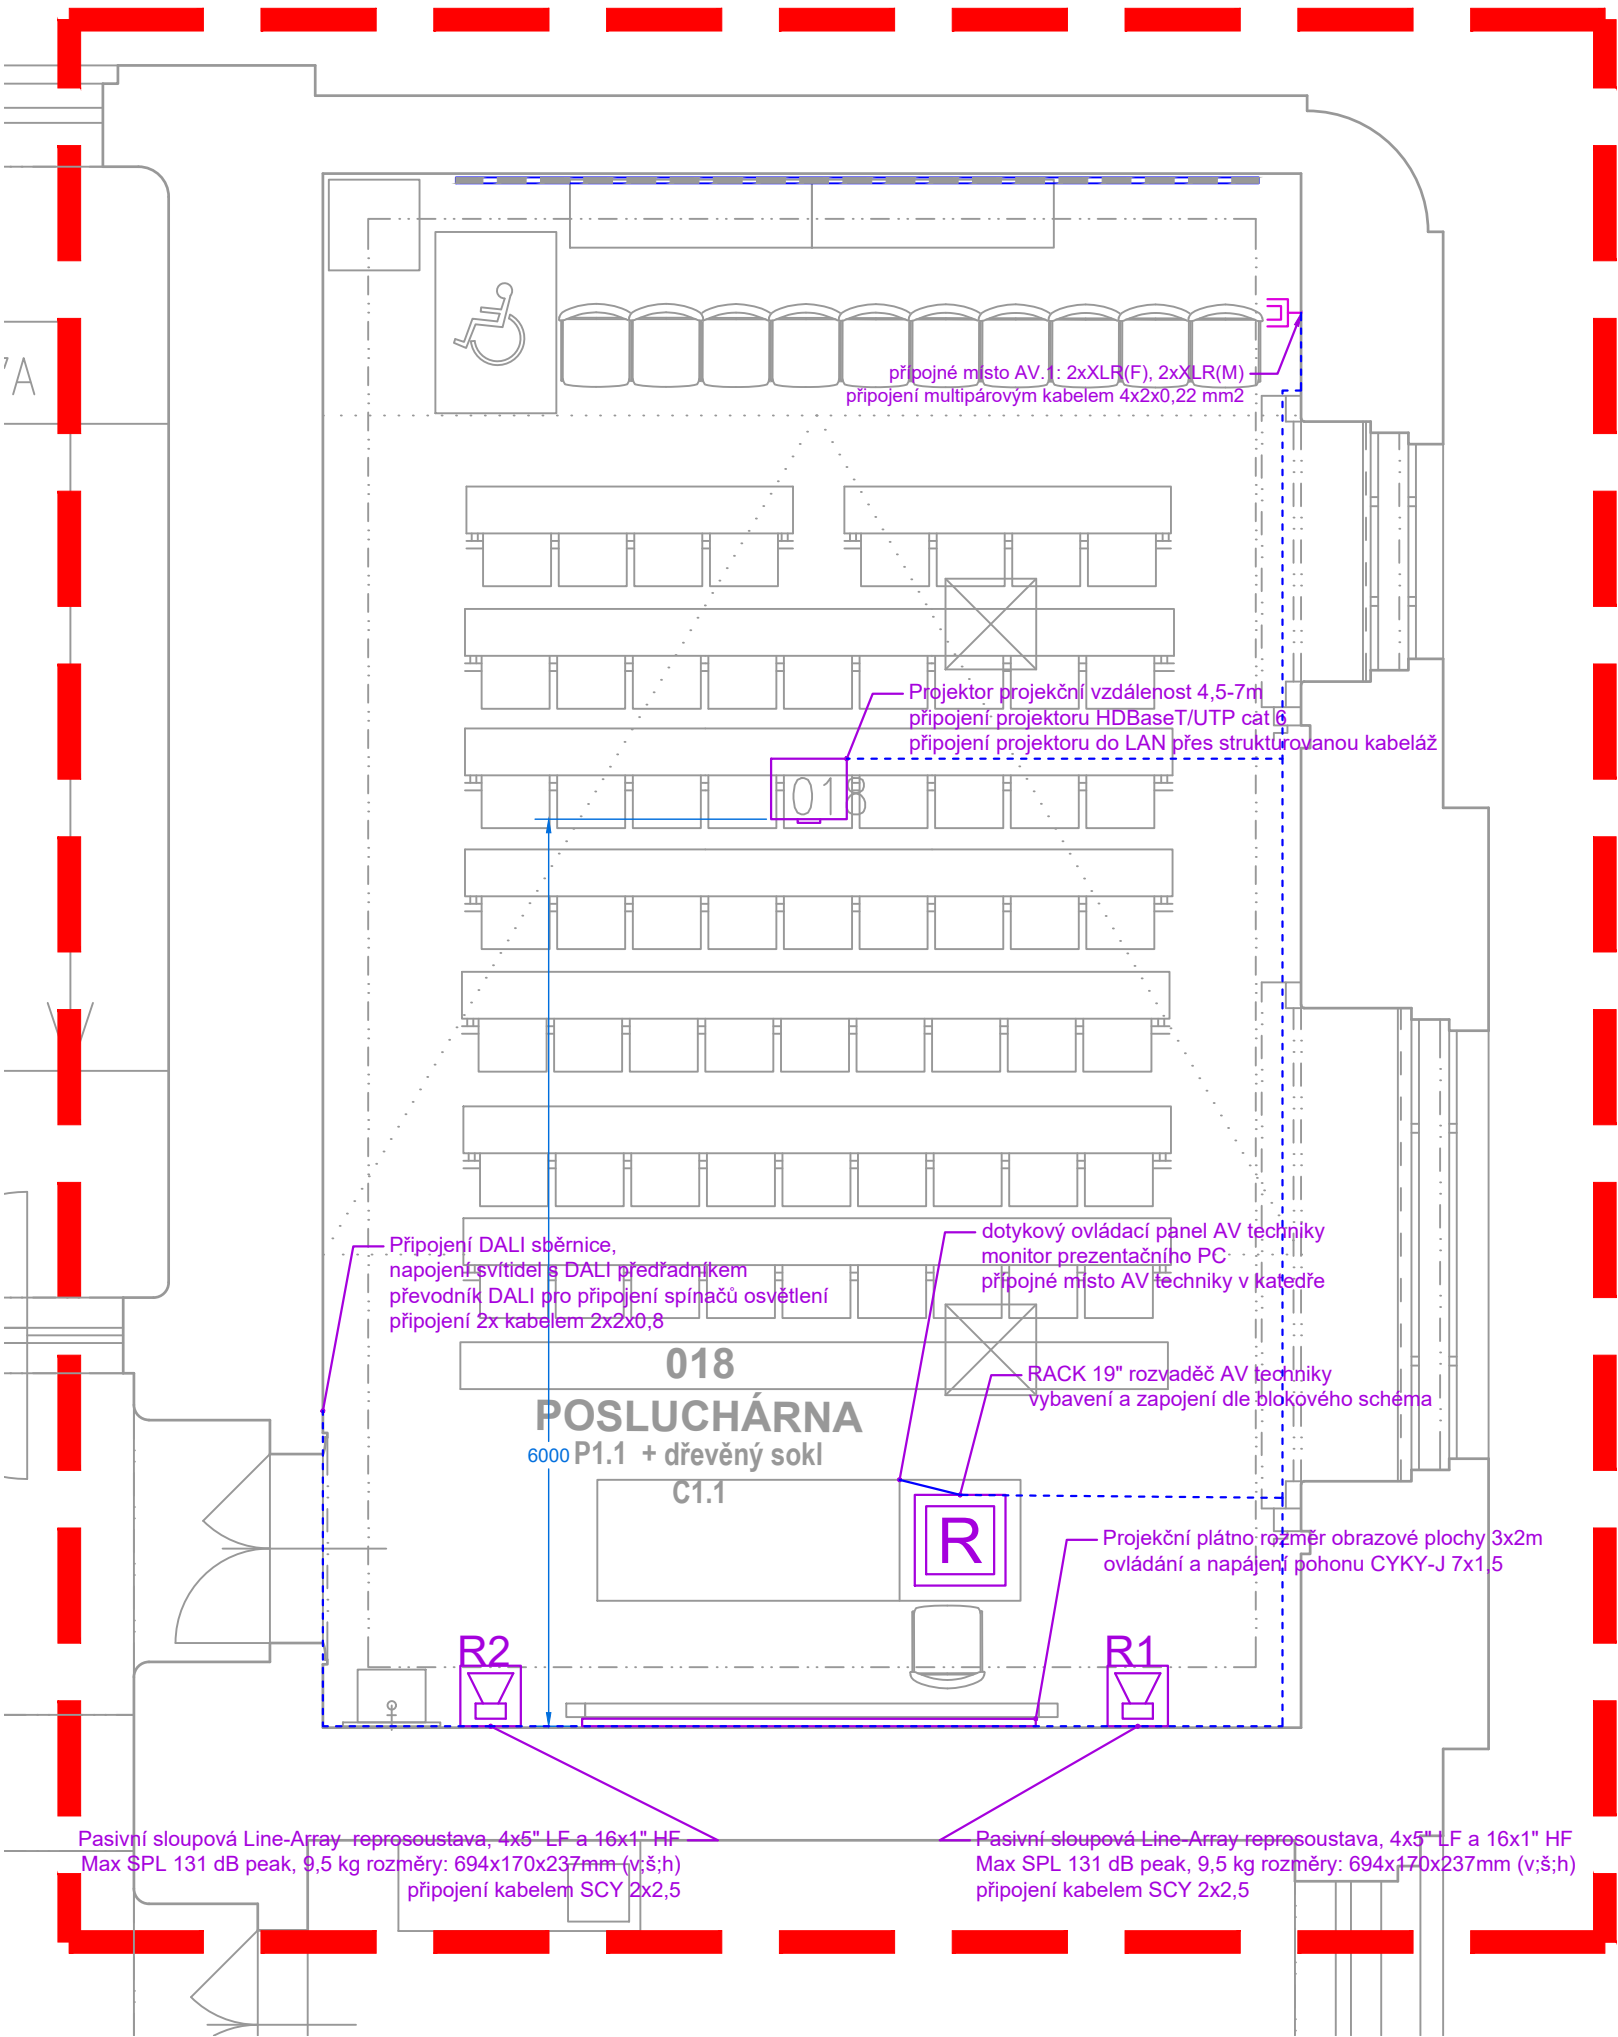 7A
přípojné místo AV.1: 2xXLR(F), 2xXLR(M)
připojení multipárovým kabelem 4x2x0,22 mm2
Projektor projekční vzdálenost 4,5-7m
připojení projektoru HDBaseT/UTP cat 6
připojení projektoru do LAN přes strukturovanou kabeláž
018
Připojení DALI sběrnice,
napojení svítidel s DALI předřadníkem
převodník DALI pro připojení spínačů osvětlení
připojení 2x kabelem 2x2x0,8
dotykový ovládací panel AV techniky
monitor prezentačního PC
přípojné místo AV techniky v katedře
018
POSLUCHÁRNA
P1.1 + dřevěný sokl
C1.1
6000
RACK 19" rozvaděč AV techniky
vybavení a zapojení dle blokového schéma
R
Projekční plátno rozměr obrazové plochy 3x2m
ovládání a napájení pohonu CYKY-J 7x1,5
R2
R1
Pasivní sloupová Line-Array reprosoustava, 4x5" LF a 16x1" HF
Max SPL 131 dB peak, 9,5 kg rozměry: 694x170x237mm (v;š;h)
připojení kabelem SCY 2x2,5
Pasivní sloupová Line-Array reprosoustava, 4x5" LF a 16x1" HF
Max SPL 131 dB peak, 9,5 kg rozměry: 694x170x237mm (v;š;h)
připojení kabelem SCY 2x2,5